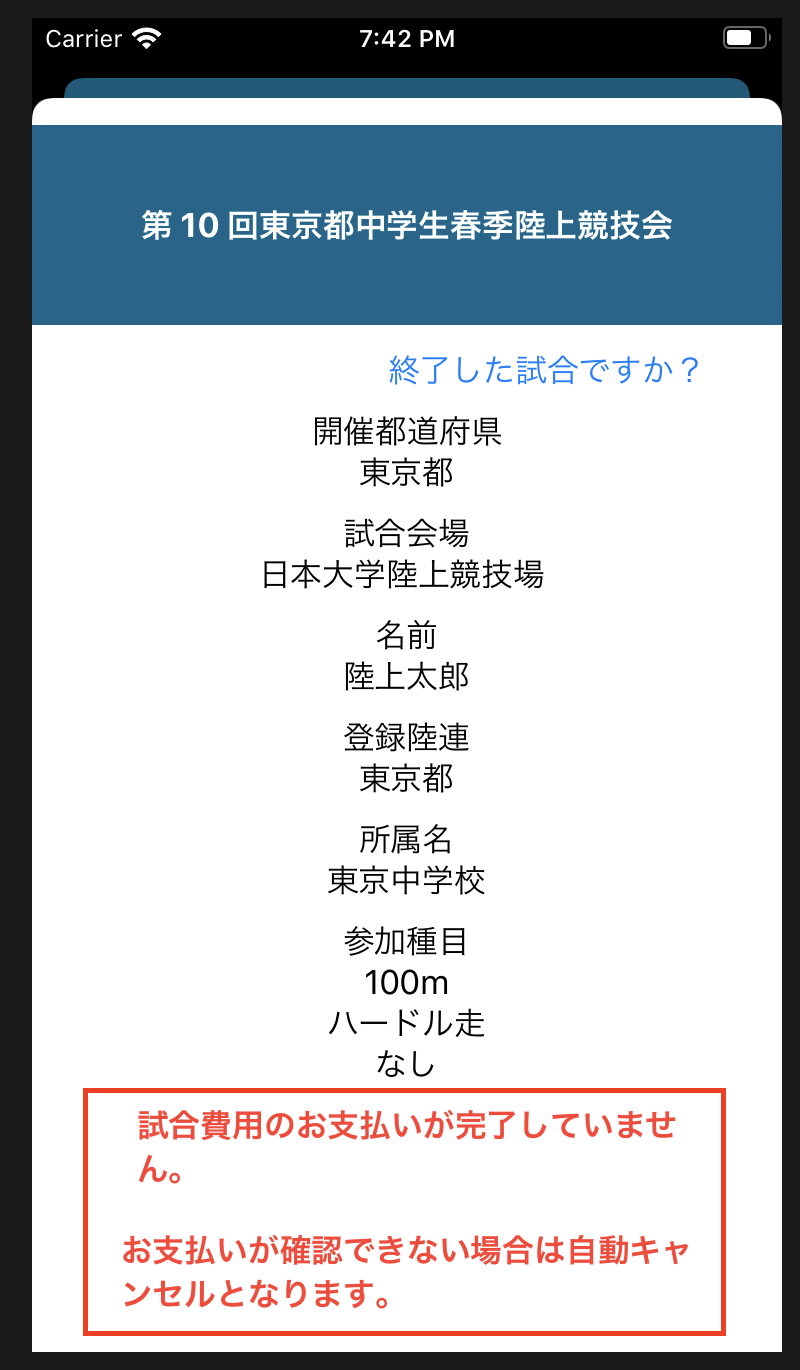 Carrier 7:42 PM
第 10 回東京都中学生春季陸上競技会
終了した試合ですか？
開催都道府県
東京都
試合会場
日本大学陸上競技場
名前
陸上太郎
登録陸連
東京都
所属名
東京中学校
参加種目
100m
ハードル走
なし
試合費用のお支払いが完了していませ
ん。
お支払いが確認できない場合は自動キャ
ンセルとなります。